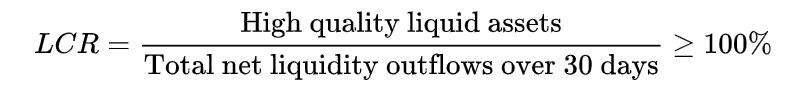 LCR = High quality liquid assets / Total net liquidity outflows over 30 days ≥ 100%